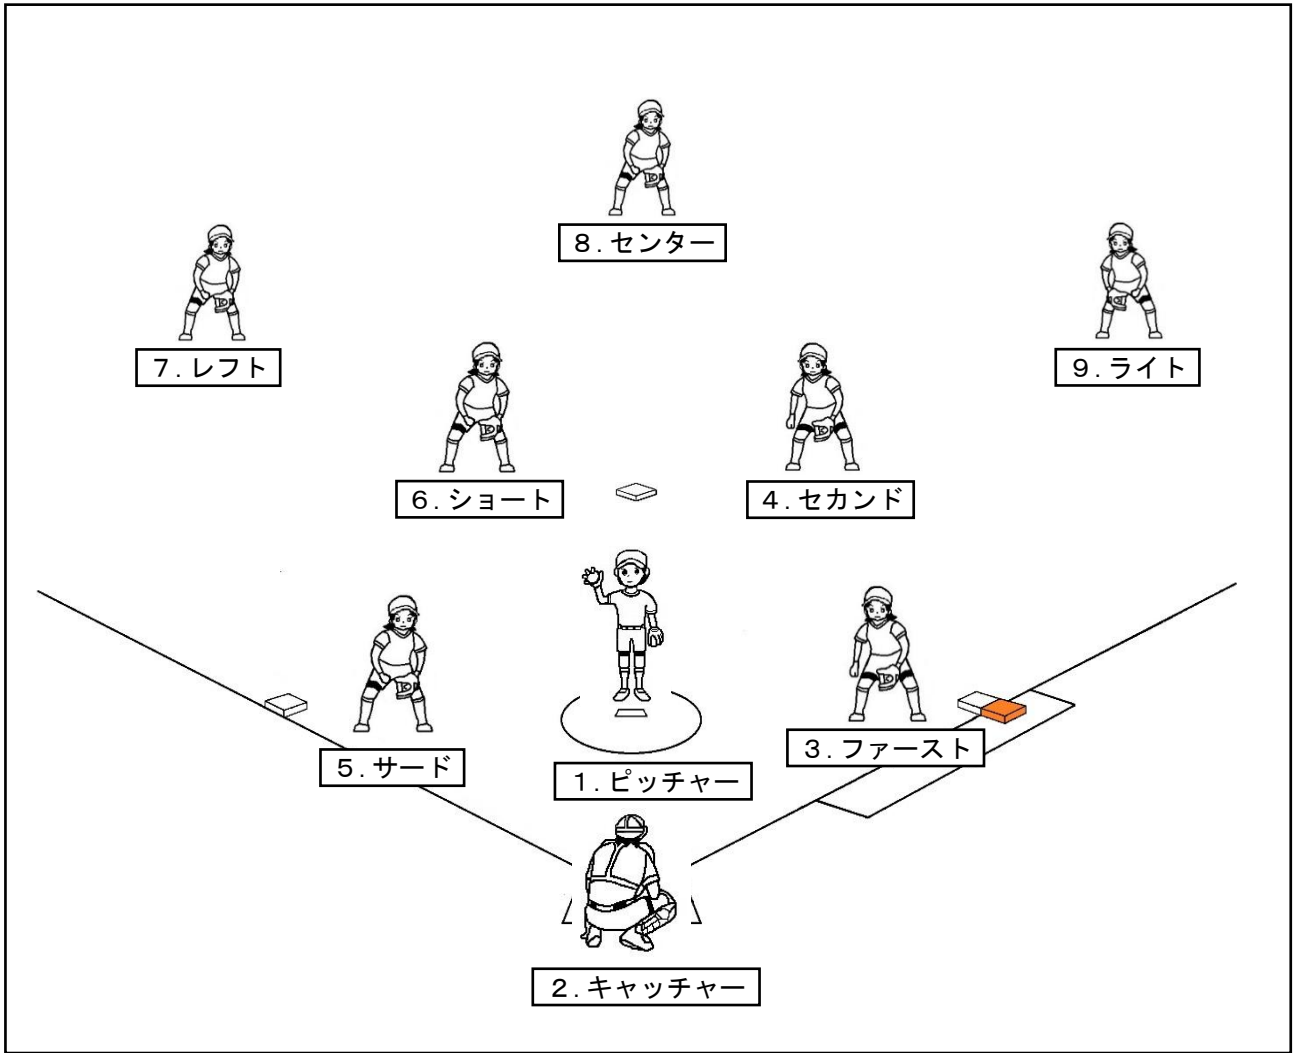 ８．センター
７．レフト
９．ライト
６．ショート
４．セカンド
５．サード
３．ファースト
１．ピッチャー
２．キャッチャー